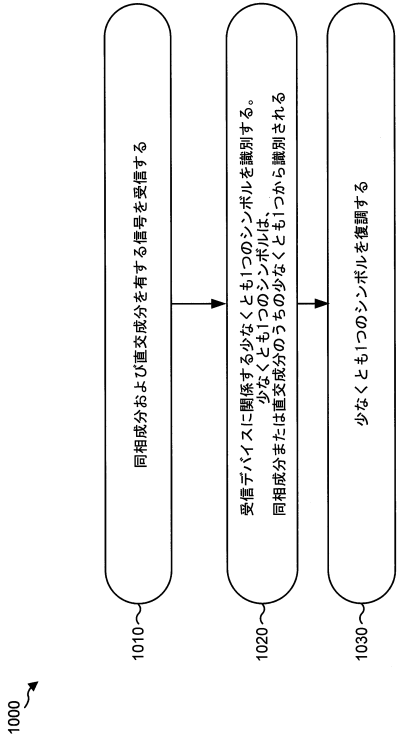 1000
1010
同相成分および直交成分を有する信号を受信する
1020
受信デバイスに関係する少なくとも1つのシンボルを識別する。
少なくとも1つのシンボルは、
同相成分または直交成分のうちの少なくとも1つから識別される
1030
少なくとも1つのシンボルを復調する